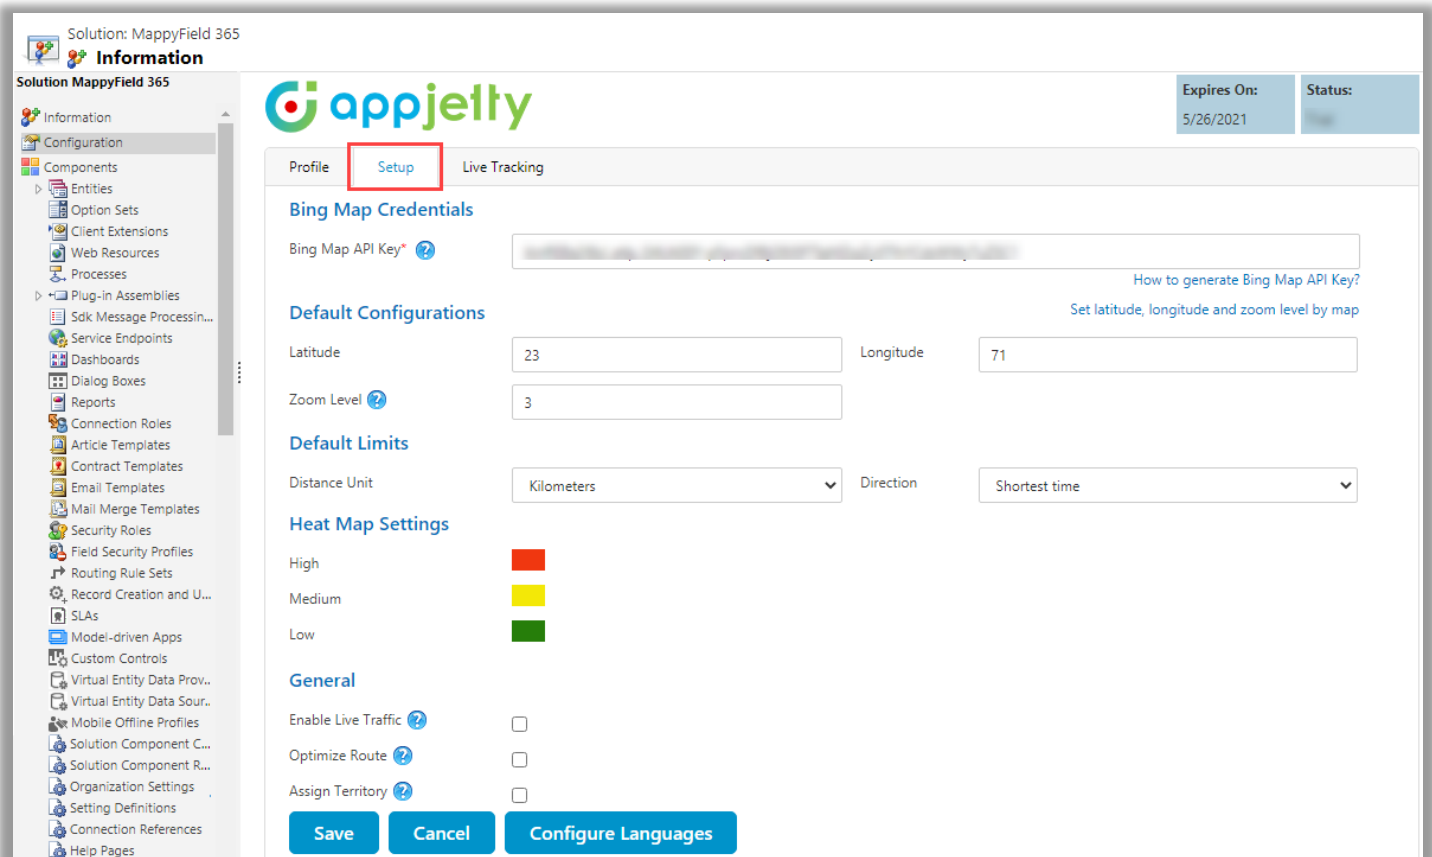 Solution: MappyField 365
Information
Solution MappyField 365
Information
Configuration
Components
Entities
Option Sets
Client Extensions
Web Resources
Processes
Plug-in Assemblies
Sdk Message Processin...
Service Endpoints
Dashboards
Dialog Boxes
Reports
Connection Roles
Article Templates
Contract Templates
Email Templates
Mail Merge Templates
Security Roles
Field Security Profiles
Routing Rule Sets
Record Creation and U...
SLAs
Model-driven Apps
Custom Controls
Virtual Entity Data Prov..
Virtual Entity Data Sour..
Mobile Offline Profiles
Solution Component C...
Solution Component R...
Organization Settings
Setting Definitions
Connection References
Help Pages
appjetty
Expires On:
5/26/2021
Status:
Profile Setup Live Tracking
Bing Map Credentials
Bing Map API Key*
How to generate Bing Map API Key?
Default Configurations
Set latitude, longitude and zoom level by map
Latitude 23 Longitude 71
Zoom Level 3
Default Limits
Distance Unit Kilometers Direction Shortest time
Heat Map Settings
High
Medium
Low
General
Enable Live Traffic
Optimize Route
Assign Territory
Save Cancel Configure Languages